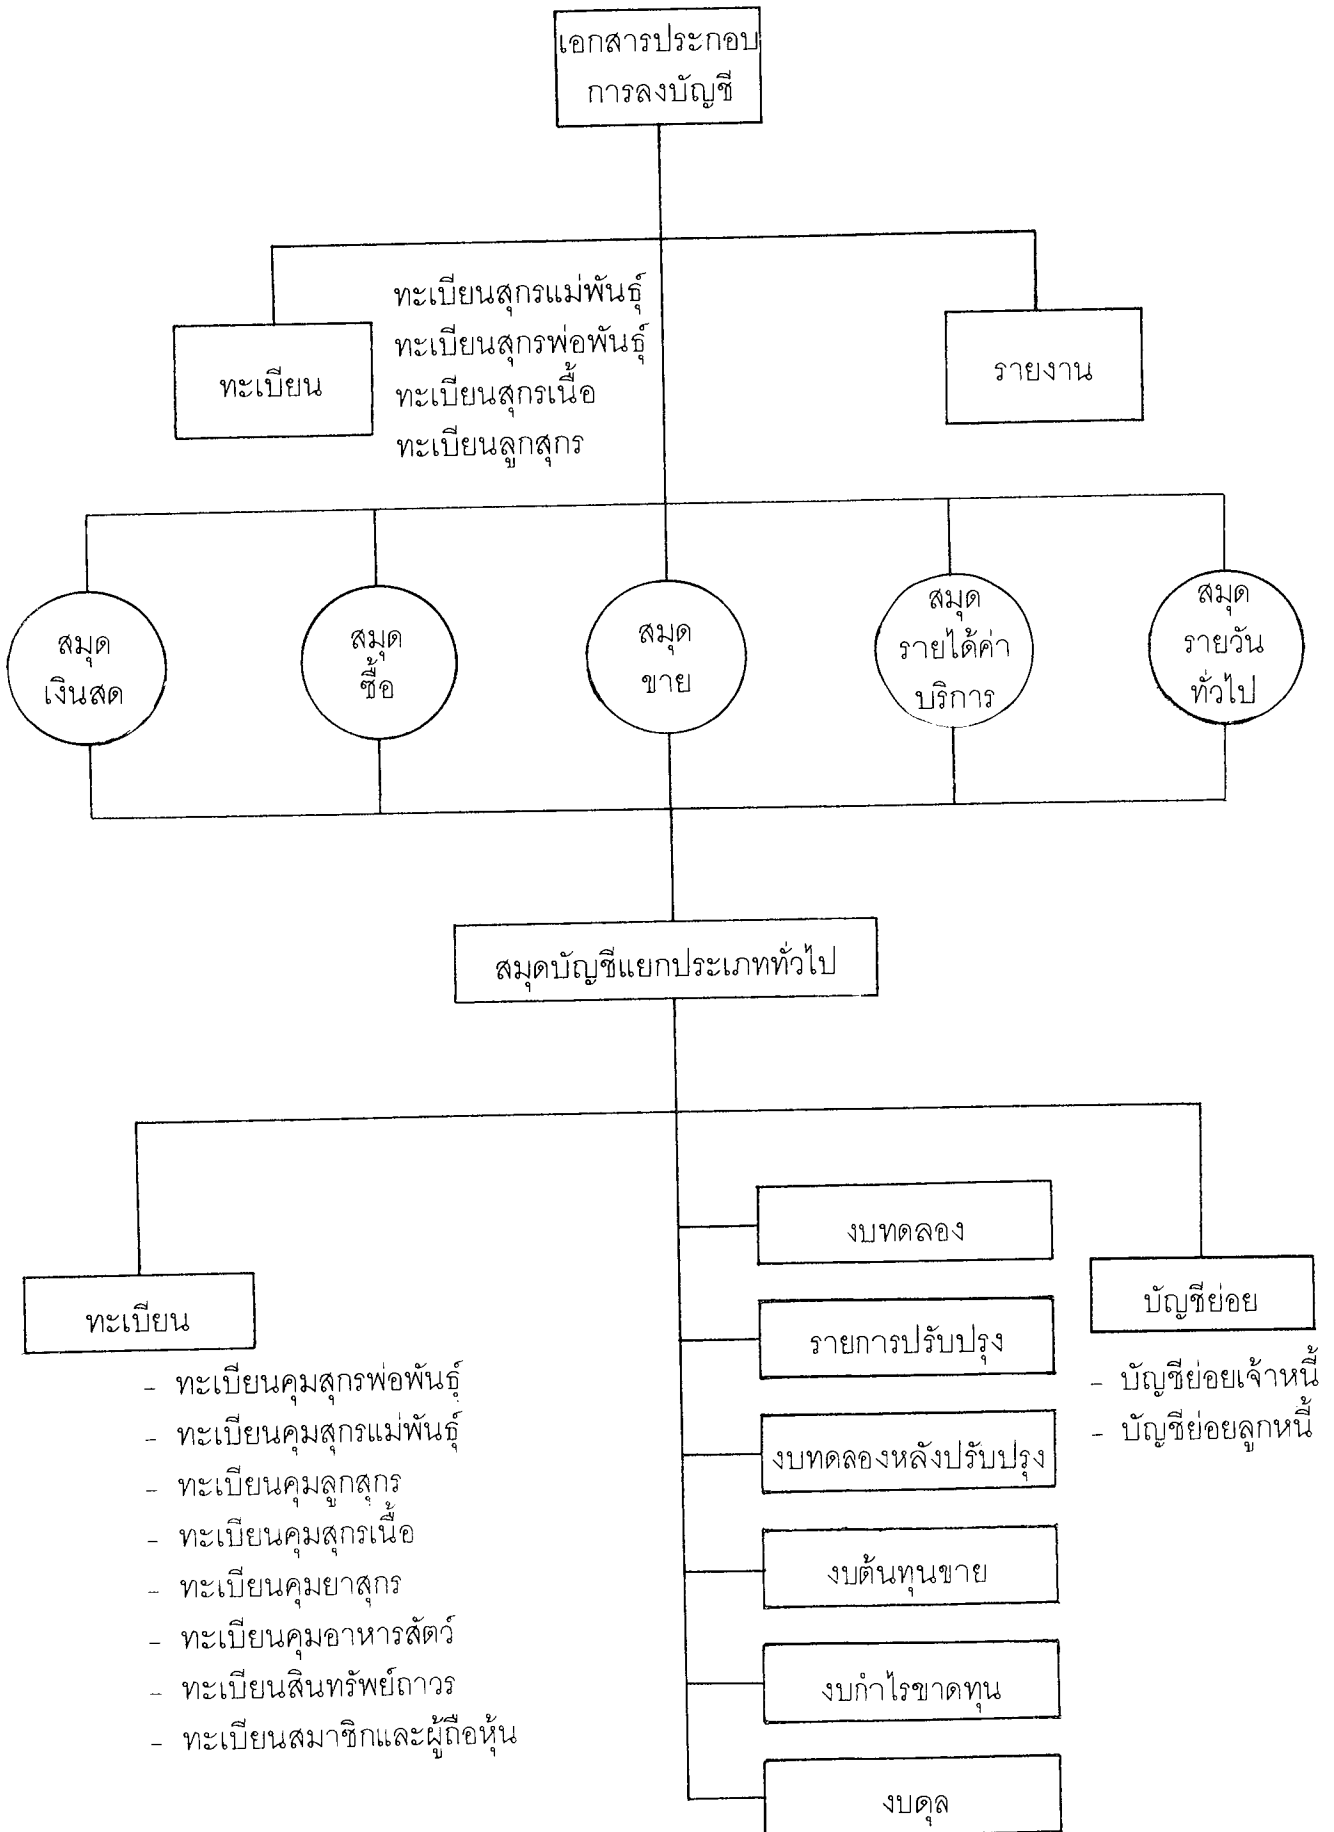 เอกสารประกอบ
การลงบัญชี
ทะเบียน
ทะเบียนสุกรแม่พันธุ์
ทะเบียนสุกรพ่อพันธุ์
ทะเบียนสุกรเนื้อ
ทะเบียนลูกสุกร
รายงาน
สมุด
เงินสด
สมุด
ซื้อ
สมุด
ขาย
สมุด
รายได้ค่า
บริการ
สมุด
รายวัน
ทั่วไป
สมุดบัญชีแยกประเภททั่วไป
ทะเบียน
- ทะเบียนคุมสุกรพ่อพันธุ์
- ทะเบียนคุมสุกรแม่พันธุ์
- ทะเบียนคุมลูกสุกร
- ทะเบียนคุมสุกรเนื้อ
- ทะเบียนคุมยาสุกร
- ทะเบียนคุมอาหารสัตว์
- ทะเบียนสินทรัพย์ถาวร
- ทะเบียนสมาชิกและผู้ถือหุ้น
งบทดลอง
รายการปรับปรุง
งบทดลองหลังปรับปรุง
งบต้นทุนขาย
งบกำไรขาดทุน
งบดุล
บัญชีย่อย
- บัญชีย่อยเจ้าหนี้
- บัญชีย่อยลูกหนี้